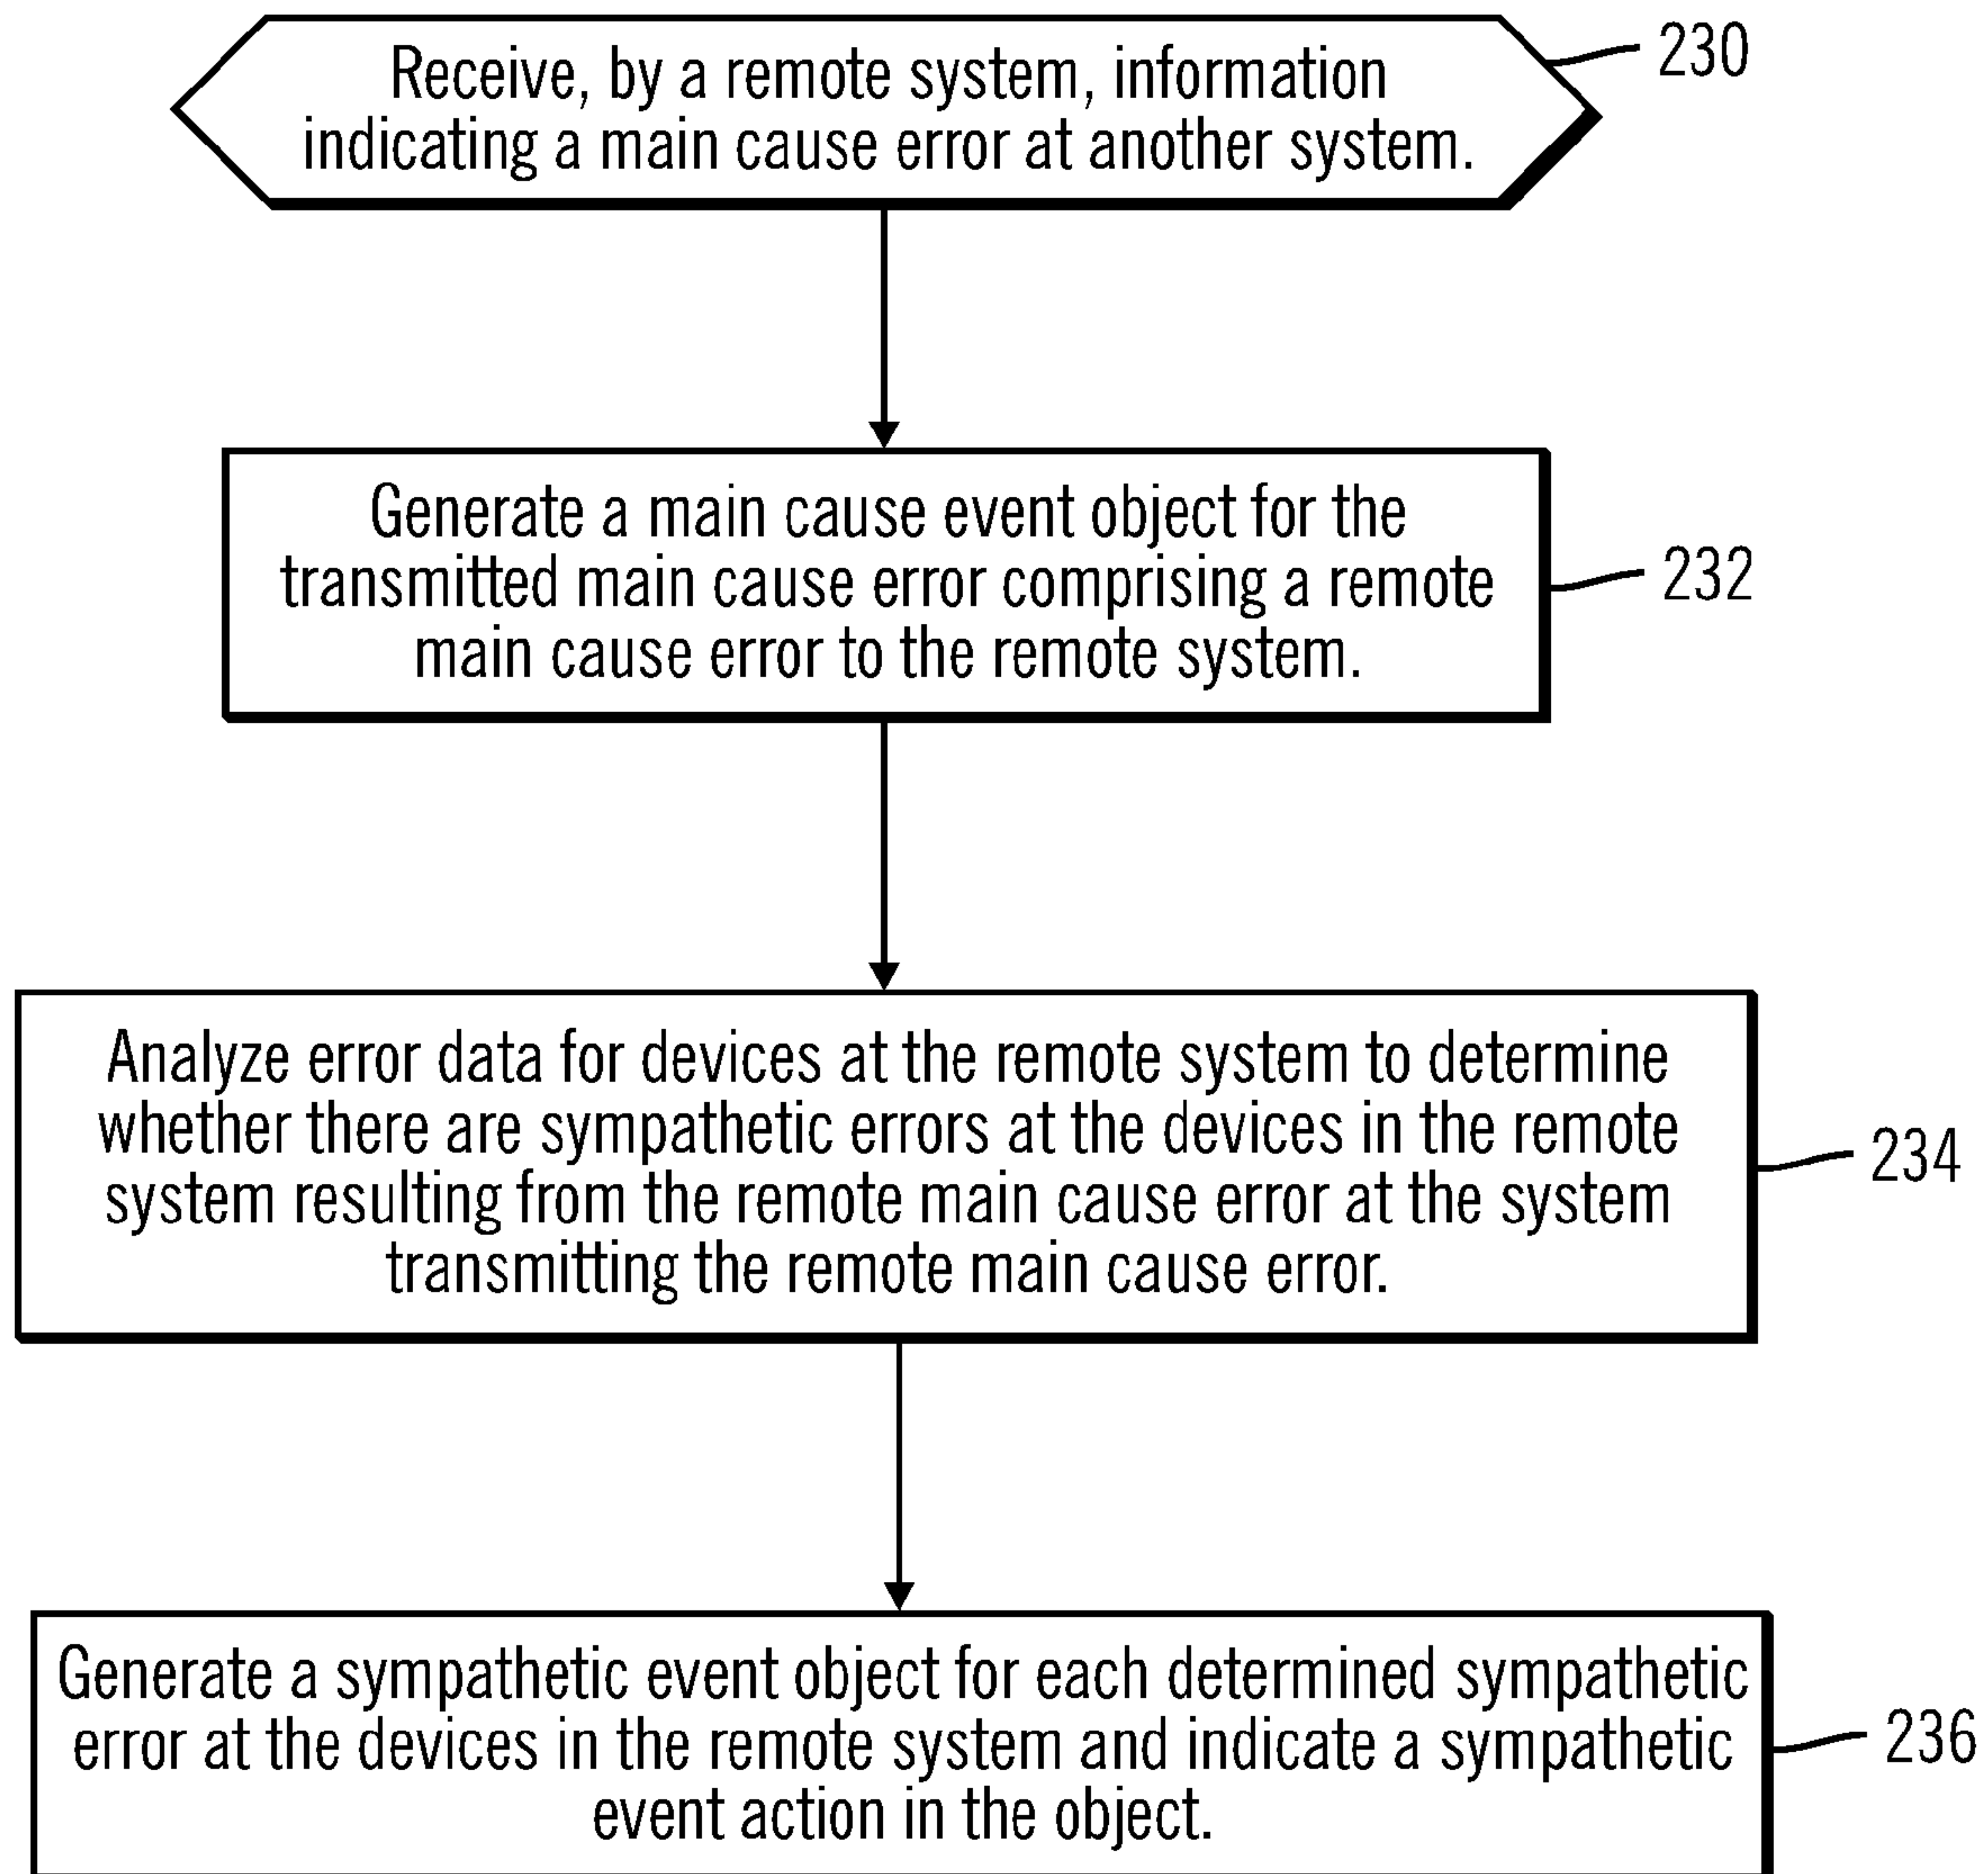 Receive, by a remote system, information
indicating a main cause error at another system.
230
Generate a main cause event object for the
transmitted main cause error comprising a remote
main cause error to the remote system.
232
Analyze error data for devices at the remote system to determine
whether there are sympathetic errors at the devices in the remote
system resulting from the remote main cause error at the system
transmitting the remote main cause error.
234
Generate a sympathetic event object for each determined sympathetic
error at the devices in the remote system and indicate a sympathetic
event action in the object.
236